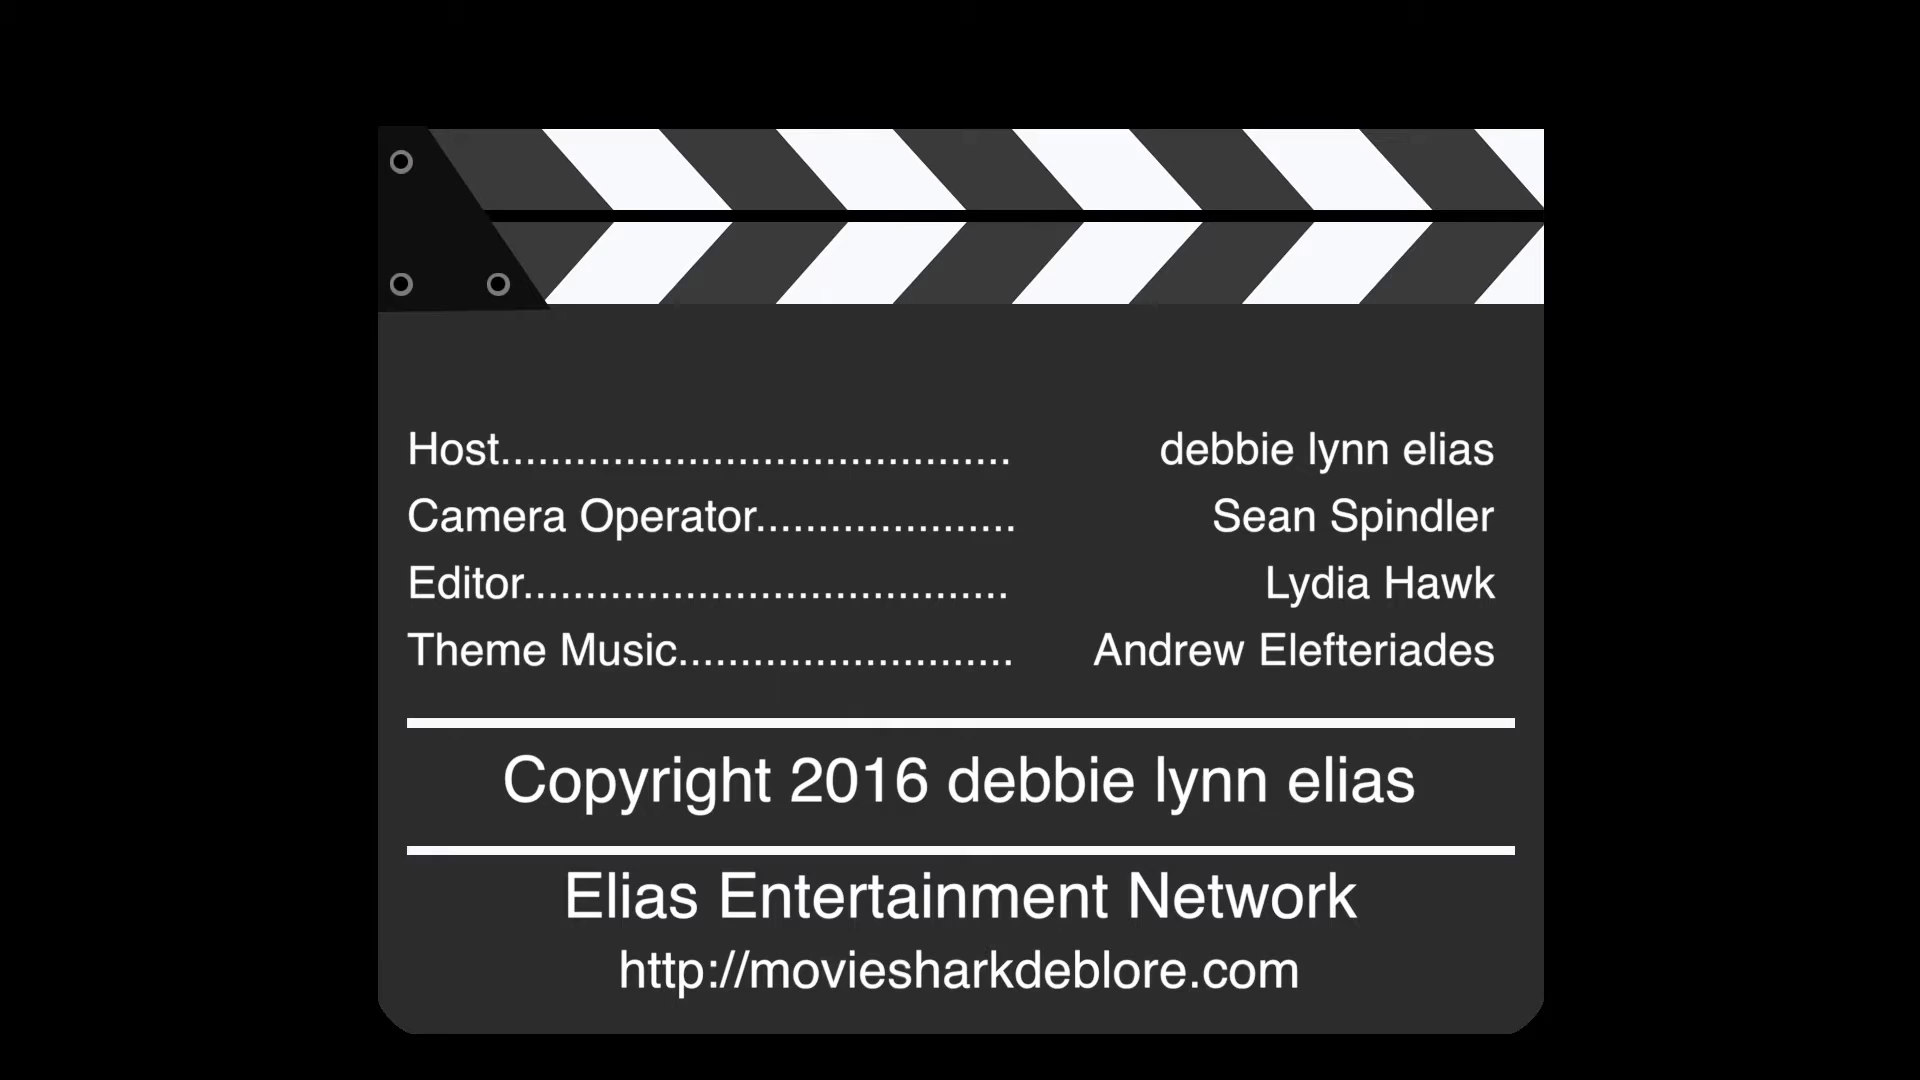 Host......................................... debbie lynn elias
Camera Operator..................... Sean Spindler
Editor....................................... Lydia Hawk
Theme Music........................... Andrew Elefteriades
Copyright 2016 debbie lynn elias
Elias Entertainment Network
http://moviesharkdeblore.com